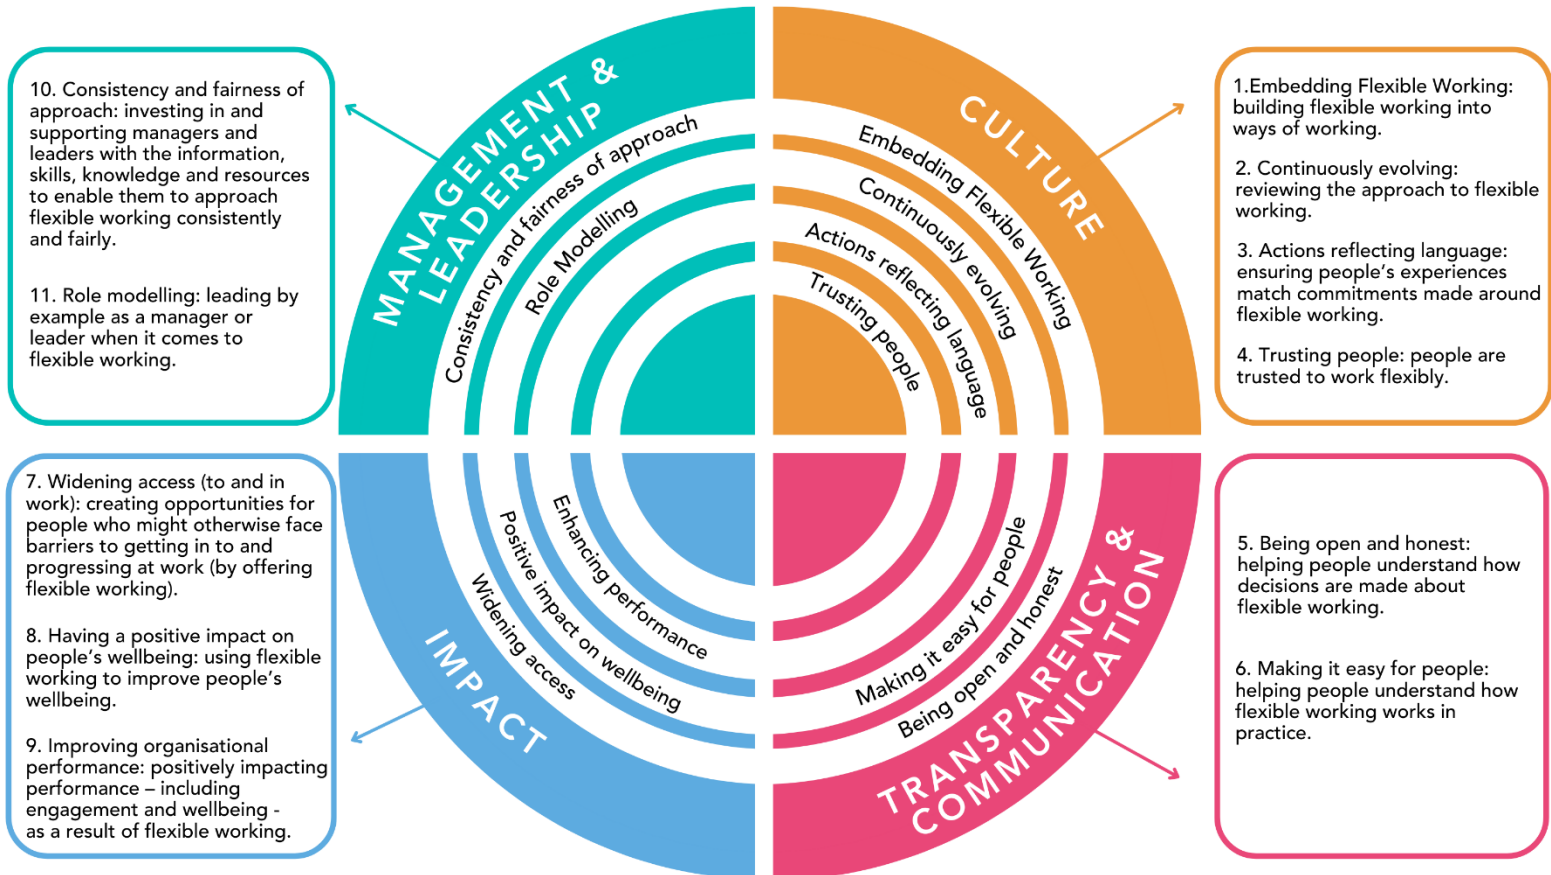 10. Consistency and fairness of
approach: investing in and
supporting managers and
leaders with the information,
skills, knowledge and resources
to enable them to approach
flexible working consistently
and fairly.
11. Role modelling: leading by
example as a manager or
leader when it comes to
flexible working.
MANAGEMENT &
LEADERSHIP
Consistency and fairness of approach
Role Modelling
CULTURE
Embedding Flexible Working
Continuously evolving
Actions reflecting language
Trusting people
1.Embedding Flexible Working:
building flexible working into
ways of working.
2. Continuously evolving:
reviewing the approach to flexible
working.
3. Actions reflecting language:
ensuring people's experiences
match commitments made around
flexible working.
4. Trusting people: people are
trusted to work flexibly.
7. Widening access (to and in
work): creating opportunities for
people who might otherwise face
barriers to getting in to and
progressing at work (by offering
flexible working).
8. Having a positive impact on
people's wellbeing: using flexible
working to improve people's
wellbeing.
9. Improving organisational
performance: positively impacting
performance – including
engagement and wellbeing -
as a result of flexible working.
Enhancing performance
Positive impact on wellbeing
Widening access
IMPACT
Making it easy for people
Being open and honest
TRANSPARENCY &
COMMUNICATION
5. Being open and honest:
helping people understand how
decisions are made about
flexible working.
6. Making it easy for people:
helping people understand how
flexible working works in
practice.